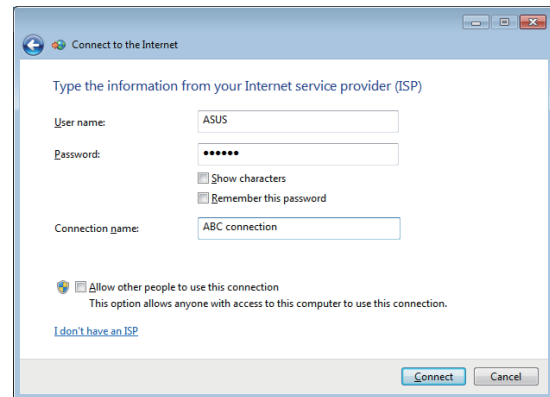 Connect to the Internet
Type the information from your Internet service provider (ISP)
User name: ASUS
Password: ••••••
Show characters
Remember this password
Connection name: ABC connection
Allow other people to use this connection
This option allows anyone with access to this computer to use this connection.
I don't have an ISP
Connect Cancel